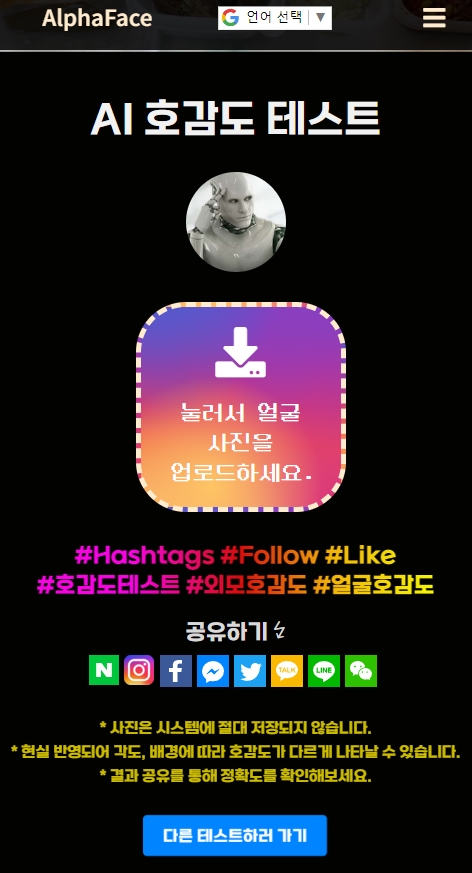 AlphaFace
언어 선택 ▼
AI 호감도 테스트
눌러서 얼굴
사진을
업로드하세요.
#Hashtags #Follow #Like
#호감도테스트 #외모호감도 #얼굴호감도
공유하기
N
TALK
LINE
* 사진은 시스템에 절대 저장되지 않습니다.
* 현실 반영되어 각도, 배경에 따라 호감도가 다르게 나타날 수 있습니다.
* 결과 공유를 통해 정확도를 확인해보세요.
다른 테스트하러 가기